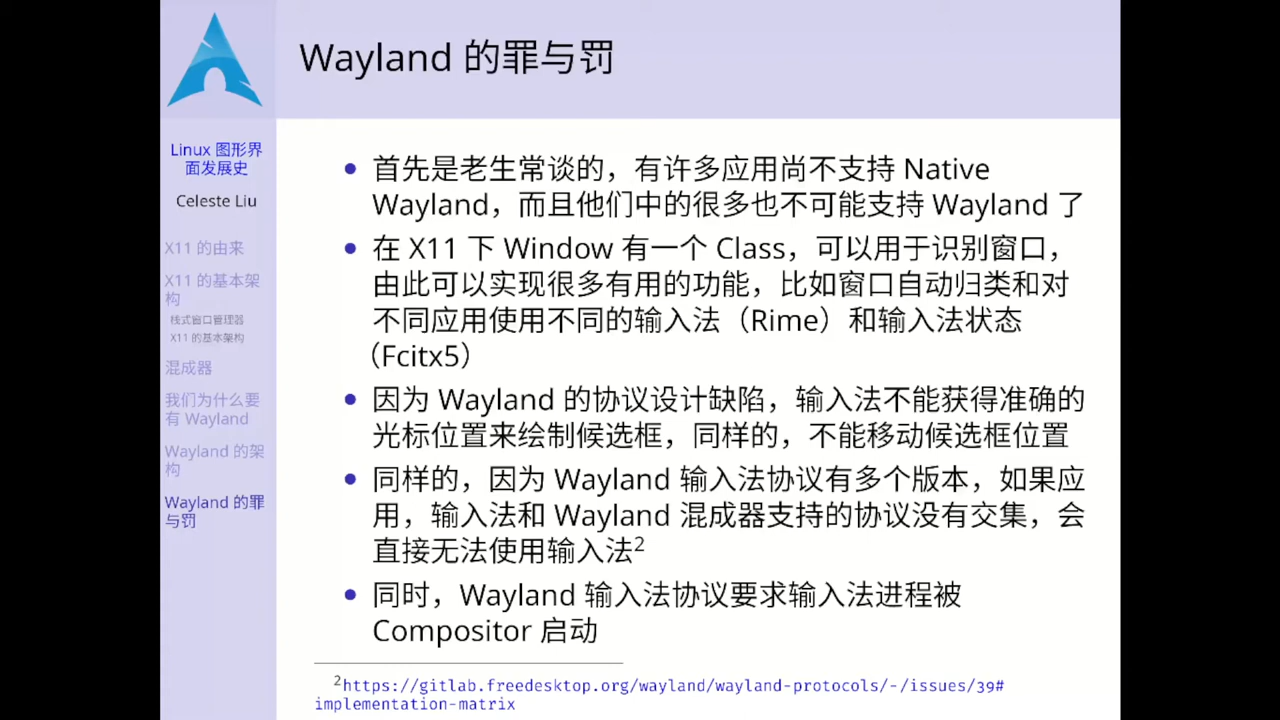 Wayland 的罪与罚
Linux 图形界
面发展史
Celeste Liu
X11 的由来
X11 的基本架
构
栈式窗口管理器
X11 的基本架构
混成器
我们为什么要
有 Wayland
Wayland 的架
构
Wayland 的罪
与罚
首先是老生常谈的，有许多应用尚不支持 Native
Wayland，而且他们中的很多也不可能支持 Wayland 了
在 X11 下 Window 有一个 Class，可以用于识别窗口，
由此可以实现很多有用的功能，比如窗口自动归类和对
不同应用使用不同的输入法（Rime）和输入法状态
（Fcitx5）
因为 Wayland 的协议设计缺陷，输入法不能获得准确的
光标位置来绘制候选框，同样的，不能移动候选框位置
同样的，因为 Wayland 输入法协议有多个版本，如果应
用，输入法和 Wayland 混成器支持的协议没有交集，会
直接无法使用输入法²
同时，Wayland 输入法协议要求输入法进程被
Compositor 启动
²https://gitlab.freedesktop.org/wayland/wayland-protocols/-/issues/39#
implementation-matrix